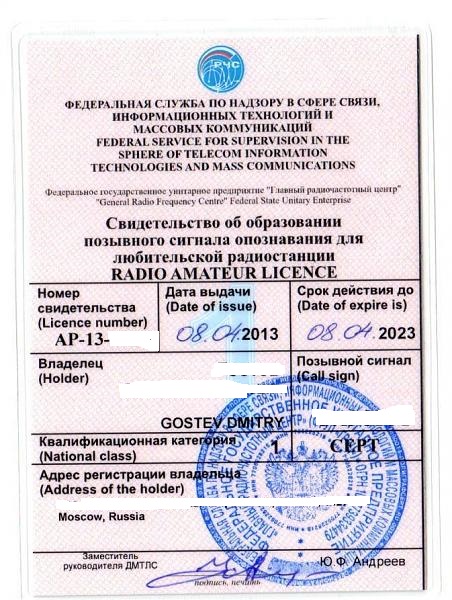 РЧС
ФЕДЕРАЛЬНАЯ СЛУЖБА ПО НАДЗОРУ В СФЕРЕ СВЯЗИ,
ИНФОРМАЦИОННЫХ ТЕХНОЛОГИЙ И
МАССОВЫХ КОММУНИКАЦИЙ
FEDERAL SERVICE FOR SUPERVISION IN THE
SPHERE OF TELECOM INFORMATION
TECHNOLOGIES AND MASS COMMUNICATIONS
Федеральное государственное унитарное предприятие "Главный радиочастотный центр"
"General Radio Frequency Centre" Federal State Unitary Enterprise
Свидетельство об образовании
позывного сигнала опознавания для
любительской радиостанции
RADIO AMATEUR LICENCE
Номер свидетельства (Licence number)
AP-13-
Дата выдачи (Date of issue)
08.04.2013
Срок действия до (Date of expire is)
08.04.2023
Владелец (Holder)
Позывной сигнал (Call sign)
GOSTEV DMITRY
Квалификационная категория (National class)
1
CEPT
Адрес регистрации владельца
(Address of the holder)
Moscow, Russia
Заместитель
руководителя ДМТЛС
Ю.Ф. Андреев
подпись, печать